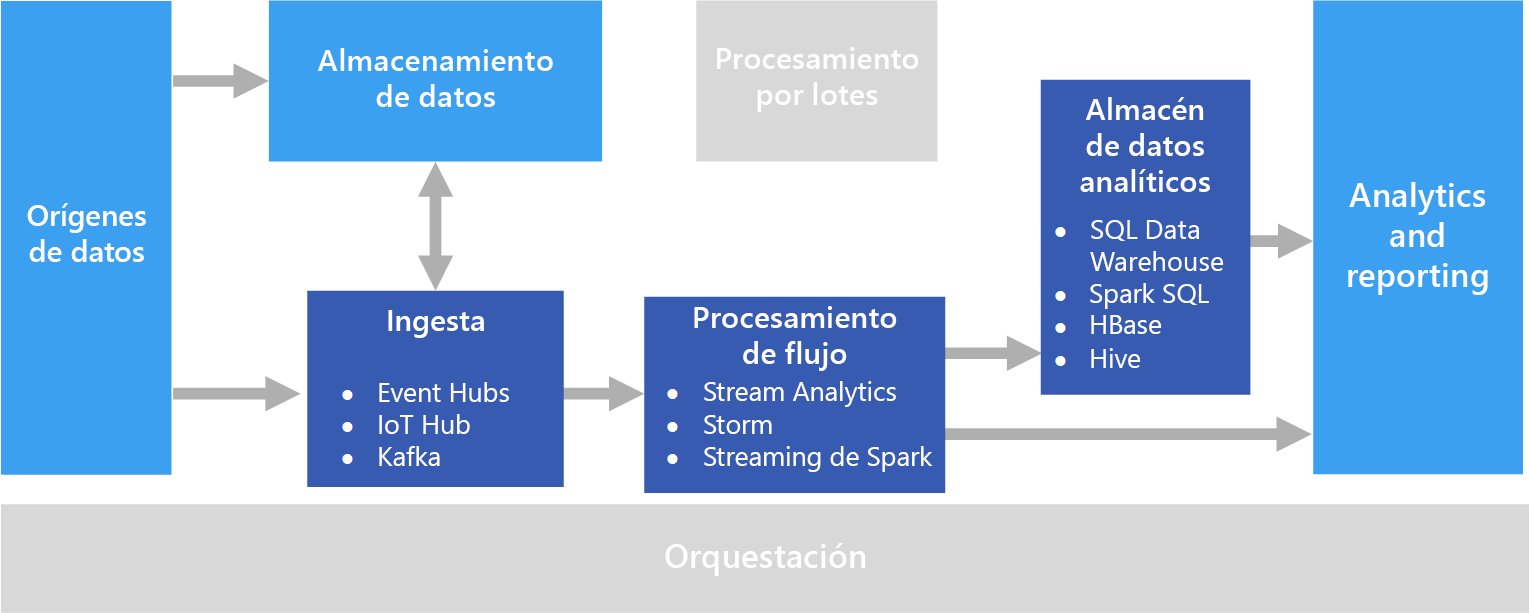 Orígenes
de datos
Almacenamiento
de datos
Procesamiento
por lotes
Ingesta
● Event Hubs
● IoT Hub
● Kafka
Procesamiento
de flujo
● Stream Analytics
● Storm
● Streaming de Spark
Almacén
de datos
analíticos
● SQL Data
Warehouse
● Spark SQL
● HBase
● Hive
Analytics
and
reporting
Orquestación